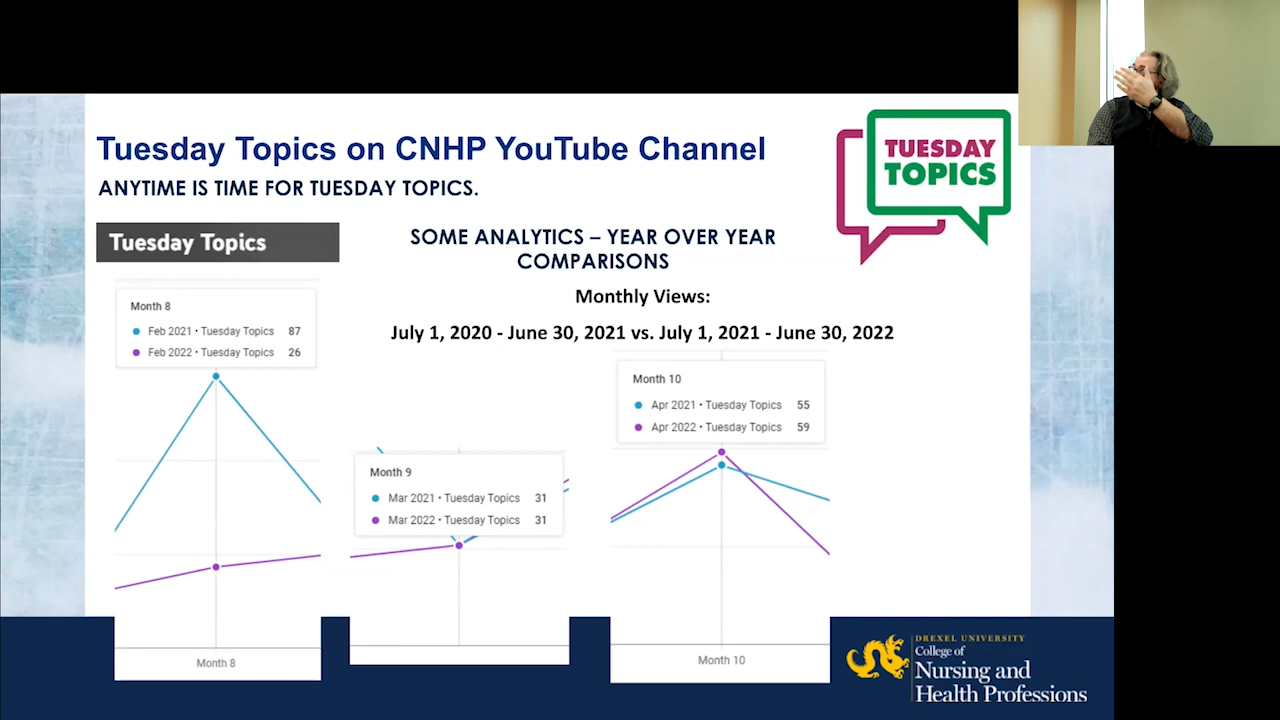 Tuesday Topics on CNHP YouTube Channel
ANYTIME IS TIME FOR TUESDAY TOPICS.
TUESDAY
TOPICS
Tuesday Topics
SOME ANALYTICS – YEAR OVER YEAR
COMPARISONS
Monthly Views:
July 1, 2020 - June 30, 2021 vs. July 1, 2021 - June 30, 2022
Month 8
Feb 2021 • Tuesday Topics 87
Feb 2022 • Tuesday Topics 26
Month 8
Month 9
Mar 2021 • Tuesday Topics 31
Mar 2022 • Tuesday Topics 31
Month 10
Apr 2021 • Tuesday Topics 55
Apr 2022 • Tuesday Topics 59
Month 10
DREXEL UNIVERSITY
College of
Nursing and
Health Professions